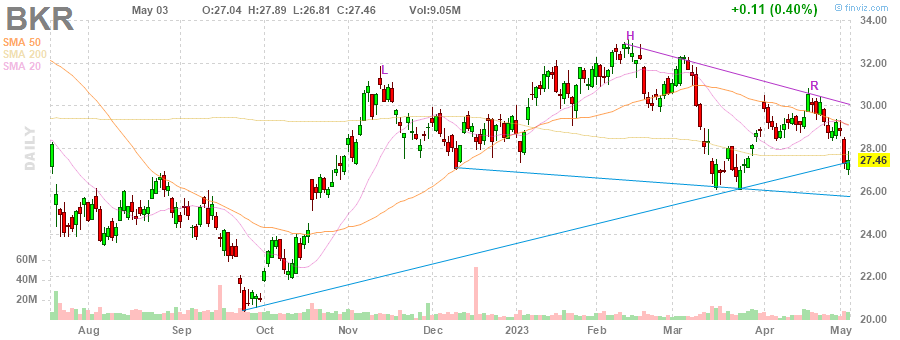 BKR
May 03 O:27.04 H:27.89 L:26.81 C:27.46 Vol:9.05M +0.11 (0.40%) © finviz.com
34.00
SMA 50
SMA 200
SMA 20
H
L
R
32.00
30.00
28.00
27.46
26.00
24.00
22.00
20.00
DAILY
60M
40M
20M
Aug Sep Oct Nov Dec 2023 Feb Mar Apr May